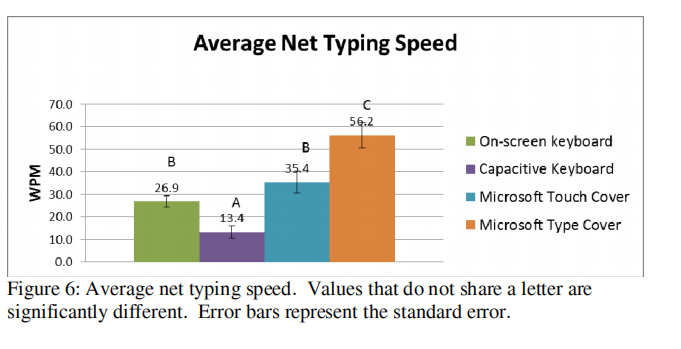 Average Net Typing Speed
70.0
60.0
50.0
40.0
30.0
20.0
10.0
0.0
WPM
B
26.9
A
13.4
B
35.4
C
56.2
On-screen keyboard
Capacitive Keyboard
Microsoft Touch Cover
Microsoft Type Cover
Figure 6: Average net typing speed. Values that do not share a letter are
significantly different. Error bars represent the standard error.